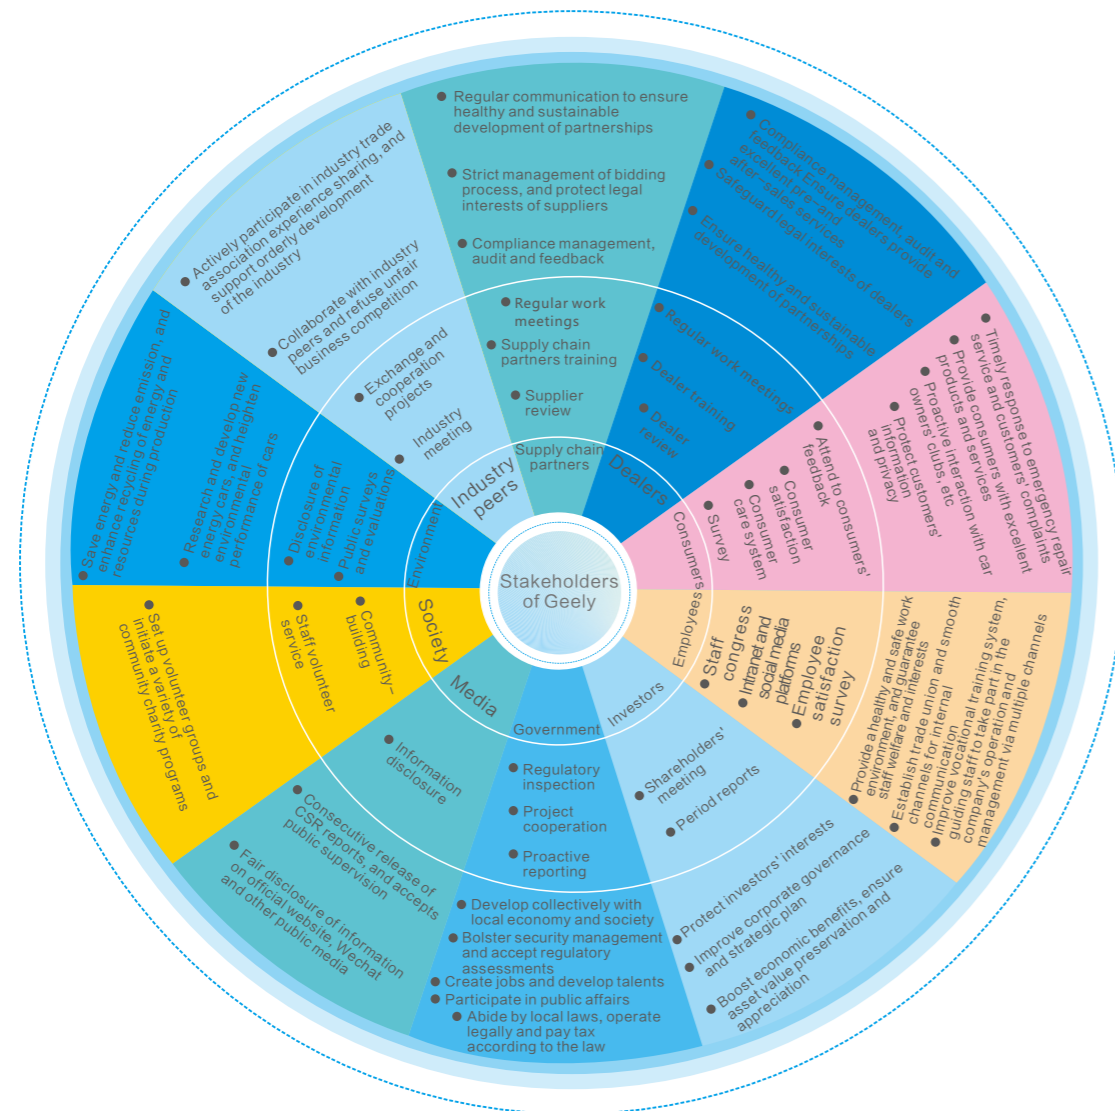 Stakeholders
of Geely
Supply chain
partners
● Regular communication to ensure
healthy and sustainable
development of partnerships
● Strict management of bidding
process, and protect legal
interests of suppliers
● Compliance management,
audit and feedback
● Regular work
meetings
● Supply chain
partners training
● Supplier
review
Dealers
● Compliance management, audit and
feedback Ensure dealers provide
excellent pre-and
after-sales services
● Safeguard legal interests of dealers
● Ensure healthy and sustainable
development of partnerships
● Regular work meetings
● Dealer training
● Dealer
review
Consumers
● Timely response to emergency repair
service and customers' complaints
● Provide consumers with excellent
products and services
● Proactive interaction with car
owners' clubs, etc
● Protect customers'
information
and privacy
● Attend to consumers'
feedback
● Consumer
satisfaction
● Consumer
care system
● Survey
Employees
● Staff
congress
● Intranet and
social media
platforms
● Employee
satisfaction
survey
● Provide a healthy and safe work
environment, and guarantee
staff welfare and interests
● Establish trade union and smooth
channels for internal
communication
● Improve vocational training system,
guiding staff to take part in the
company's operation and
management via multiple channels
Investors
● Shareholders'
meeting
● Period reports
● Protect investors' interests
● Improve corporate governance
and strategic plan
● Boost economic benefits, ensure
asset value preservation and
appreciation
Government
● Regulatory
inspection
● Project
cooperation
● Proactive
reporting
● Develop collectively with
local economy and society
● Bolster security management
and accept regulatory
assessments
● Create jobs and develop talents
● Participate in public affairs
● Abide by local laws, operate
legally and pay tax
according to the law
Media
● Information
disclosure
● Consecutive release of
CSR reports, and accepts
public supervision
● Fair disclosure of information
on official website, Wechat
and other public media
Society
● Community-
building
● Staff volunteer
service
● Set up volunteer groups and
initiate a variety of
community charity programs
Environment
● Disclosure of
environmental
information
● Public surveys
and evaluations
● Save energy and reduce emission, and
enhance recycling of energy and
resources during production
● Research and develop new
energy cars, and heighten
environmental
performance of cars
Industry
peers
● Actively participate in industry trade
association experience sharing, and
support orderly development
of the industry
● Collaborate with industry
peers and refuse unfair
business competition
● Exchange and
cooperation
projects
● Industry
meeting